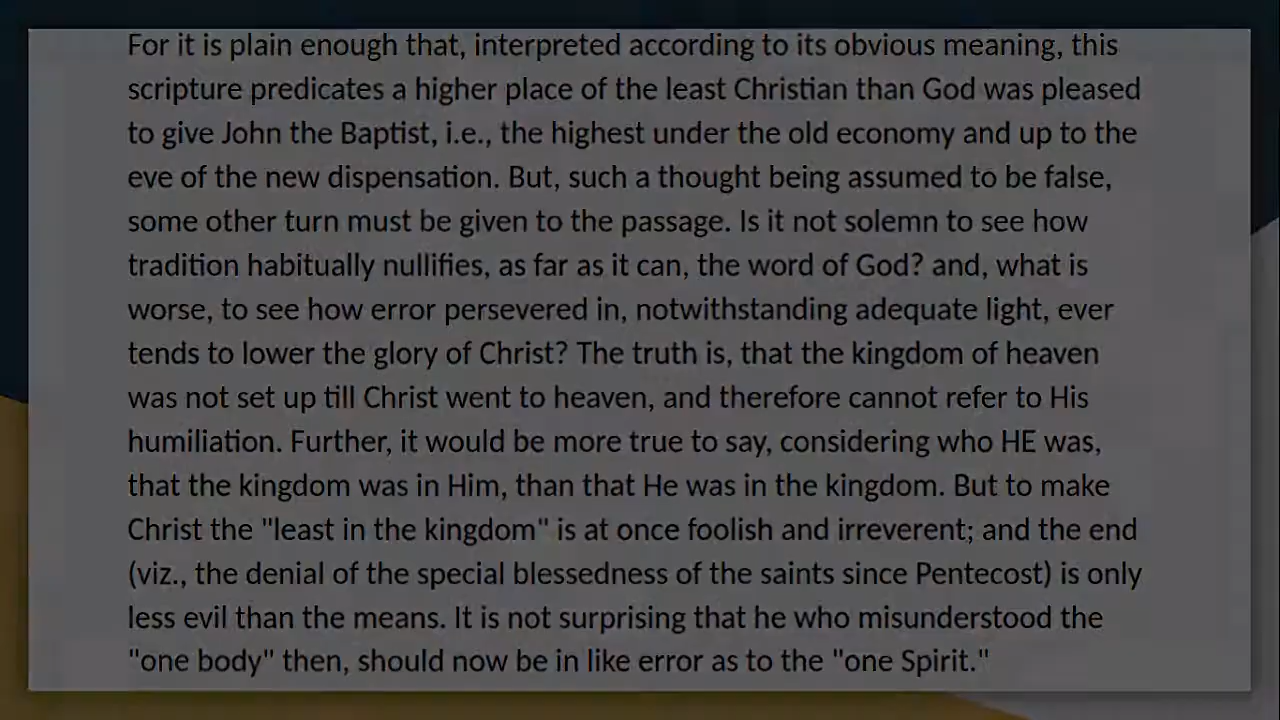 For it is plain enough that, interpreted according to its obvious meaning, this
scripture predicates a higher place of the least Christian than God was pleased
to give John the Baptist, i.e., the highest under the old economy and up to the
eve of the new dispensation. But, such a thought being assumed to be false,
some other turn must be given to the passage. Is it not solemn to see how
tradition habitually nullifies, as far as it can, the word of God? and, what is
worse, to see how error persevered in, notwithstanding adequate light, ever
tends to lower the glory of Christ? The truth is, that the kingdom of heaven
was not set up till Christ went to heaven, and therefore cannot refer to His
humiliation. Further, it would be more true to say, considering who HE was,
that the kingdom was in Him, than that He was in the kingdom. But to make
Christ the "least in the kingdom" is at once foolish and irreverent; and the end
(viz., the denial of the special blessedness of the saints since Pentecost) is only
less evil than the means. It is not surprising that he who misunderstood the
"one body" then, should now be in like error as to the "one Spirit."